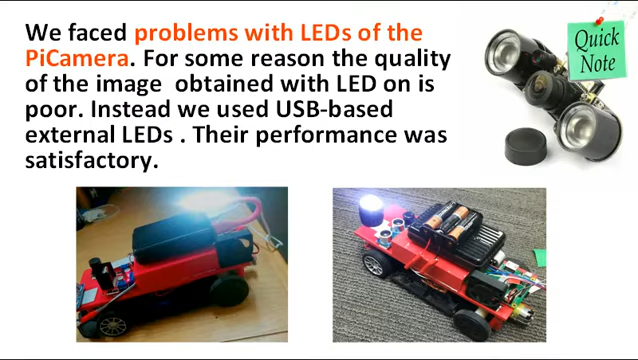 We faced problems with LEDs of the
PiCamera. For some reason the quality
of the image obtained with LED on is
poor. Instead we used USB-based
external LEDs . Their performance was
satisfactory.
Quick
Note